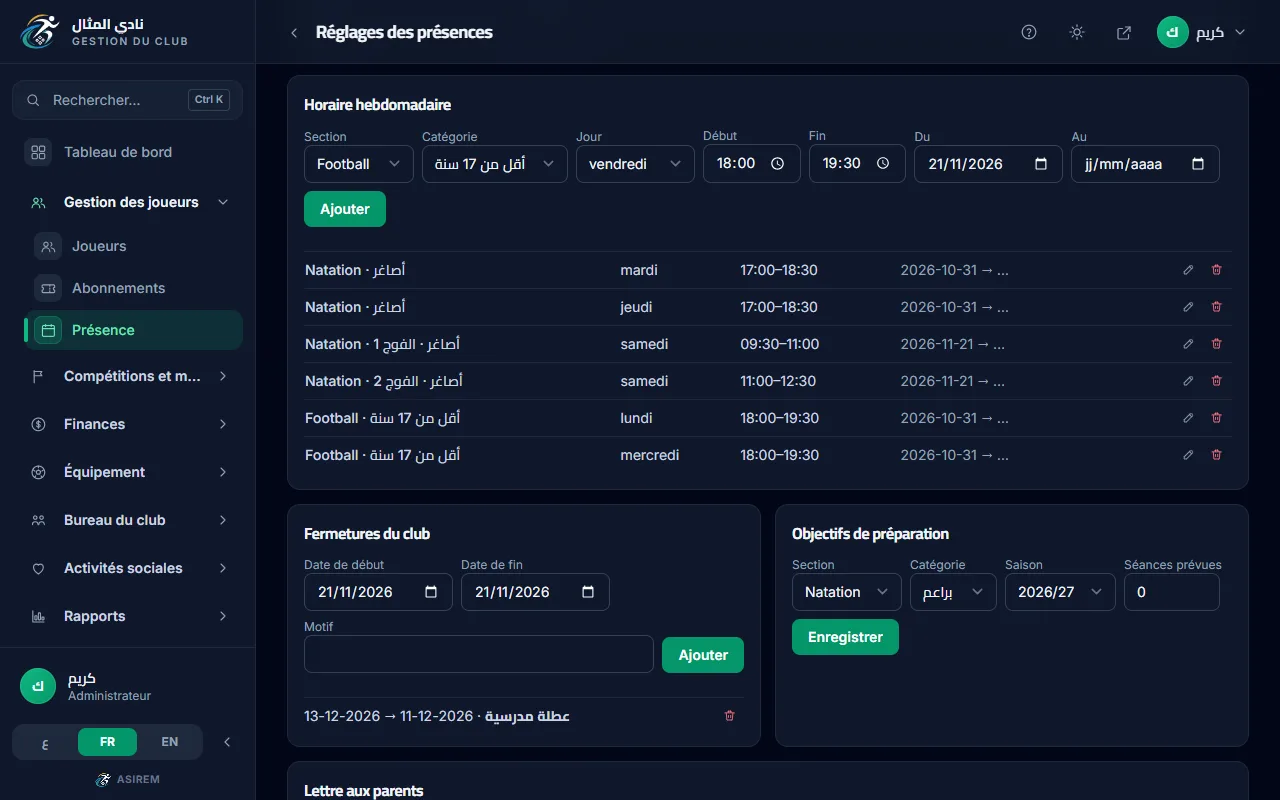 نادي المثال
GESTION DU CLUB
Réglages des présences
ك
كريم
Rechercher...
Ctrl K
Tableau de bord
Gestion des joueurs
Joueurs
Abonnements
Présence
Compétitions et m...
Finances
Équipement
Bureau du club
Activités sociales
Rapports
ك
كريم
Administrateur
ع
FR
EN
ASIREM
Horaire hebdomadaire
Section Catégorie Jour Début Fin Du Au
Football أقل من 17 سنة vendredi 18:00 19:30 21/11/2026 jj/mm/aaaa
Ajouter
Natation · أصاغر mardi 17:00–18:30 2026-10-31 → ...
Natation · أصاغر jeudi 17:00–18:30 2026-10-31 → ...
Natation · أصاغر · الفوج 1 samedi 09:30–11:00 2026-11-21 → ...
Natation · أصاغر · الفوج 2 samedi 11:00–12:30 2026-11-21 → ...
Football · أقل من 17 سنة lundi 18:00–19:30 2026-10-31 → ...
Football · أقل من 17 سنة mercredi 18:00–19:30 2026-10-31 → ...
Fermetures du club
Date de début Date de fin
21/11/2026 21/11/2026
Motif
Ajouter
13-12-2026 → 11-12-2026 · عطلة مدرسية
Objectifs de préparation
Section Catégorie Saison Séances prévues
Natation براعم 2026/27 0
Enregistrer
Lettre aux parents